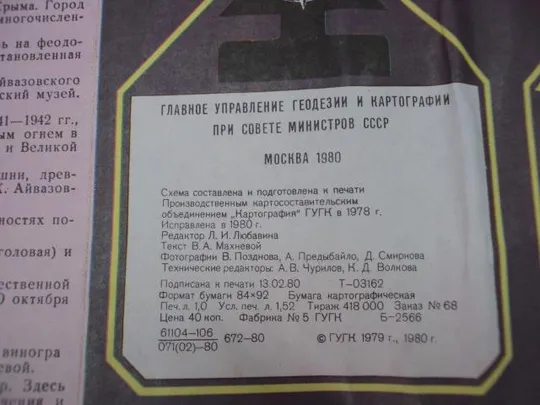 Крыма. Город
многочислен-
на феодо-
становленная
йвазовского
ский музей.
41—1942 гг.,
ым огнем в
и Великой
шни, древ-
К. Айвазов-
ностях по-
головая) и
ественной
0 октября
виногра
евой.
р. Здесь
ГЛАВНОЕ УПРАВЛЕНИЕ ГЕОДЕЗИИ И КАРТОГРАФИИ
ПРИ СОВЕТЕ МИНИСТРОВ СССР
МОСКВА 1980
Схема составлена и подготовлена к печати
Производственным картосоставительским
объединением „Картография" ГУГК в 1978 г.
Исправлена в 1980 г.
Редактор Л. И. Любавина
Текст В. А. Махневой
Фотографии В. Позднова, А. Предыбайло, Д. Смирнова
Технические редакторы: А. В. Чурилов, К. Д. Волкова
Подписана к печати 13.02.80 Т—03162
Формат бумаги 84×92 Бумага картографическая
Печ. л. 1,0 Усл. печ. л. 1,52 Тираж 418 000 Заказ № 68
Цена 40 коп. Фабрика № 5 ГУГК Б—2566
61104—106
071(02)—80 672—80 © ГУГК 1979 г., 1980 г.